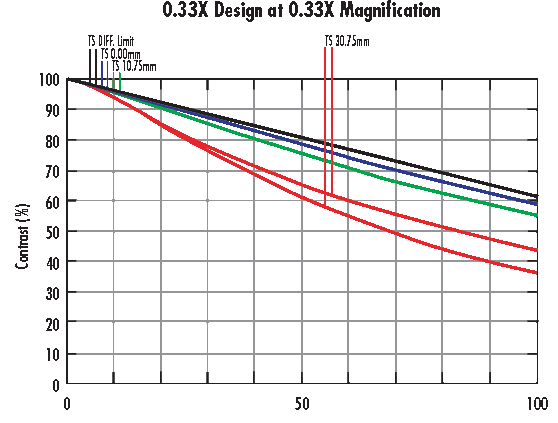 0.33X Design at 0.33X Magnification
TS DIFF. Limit
TS 0.00mm
TS 10.75mm
TS 30.75mm
Contrast (%)
100
90
80
70
60
50
40
30
20
10
0
0
50
100